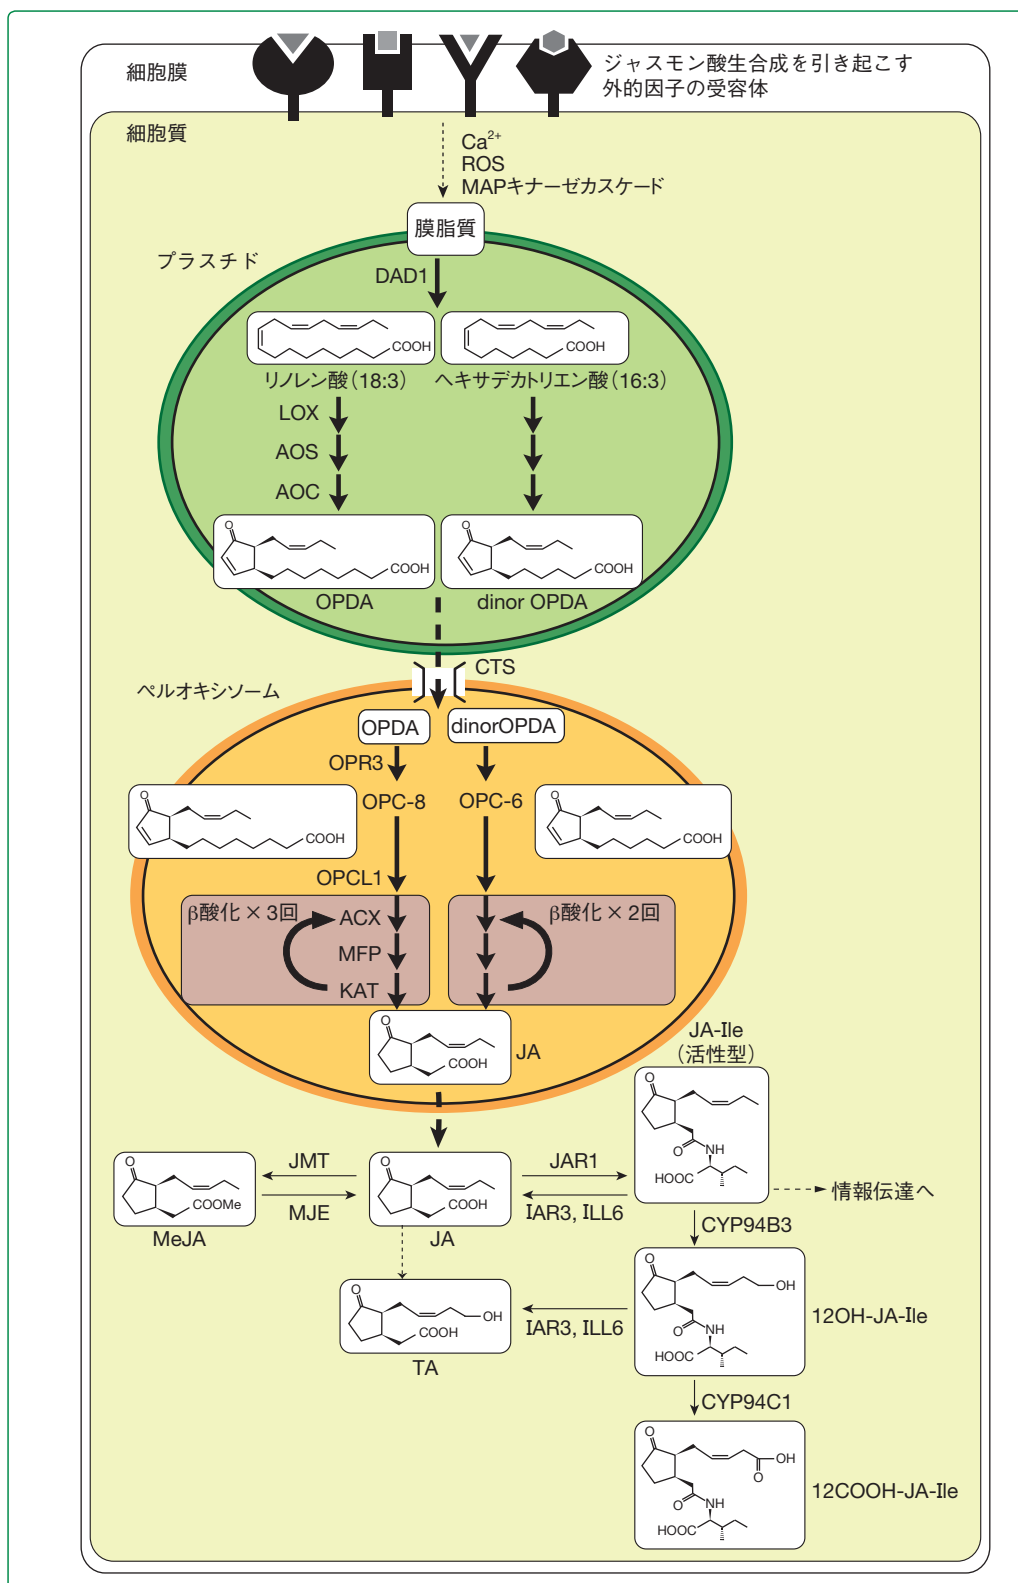 細胞膜
ジャスモン酸生合成を引き起こす
外的因子の受容体
細胞質
Ca²⁺
ROS
MAPキナーゼカスケード
膜脂質
プラスチド
DAD1
COOH
COOH
リノレン酸(18:3)
ヘキサデカトリエン酸(16:3)
LOX
AOS
AOC
O
COOH
O
COOH
OPDA
dinor OPDA
CTS
ペルオキシソーム
OPDA
dinorOPDA
OPR3
OPC-8
OPC-6
O
COOH
O
COOH
OPCL1
β酸化×3回
β酸化×2回
ACX
MFP
KAT
O
COOH
JA
JA-Ile
(活性型)
O
O
NH
HOOC
情報伝達へ
JMT
MJE
O
COOMe
MeJA
O
COOH
JA
JAR1
IAR3, ILL6
CYP94B3
O
OH
COOH
TA
IAR3, ILL6
O
OH
O
NH
HOOC
12OH-JA-Ile
CYP94C1
O
OH
O
O
NH
HOOC
12COOH-JA-Ile